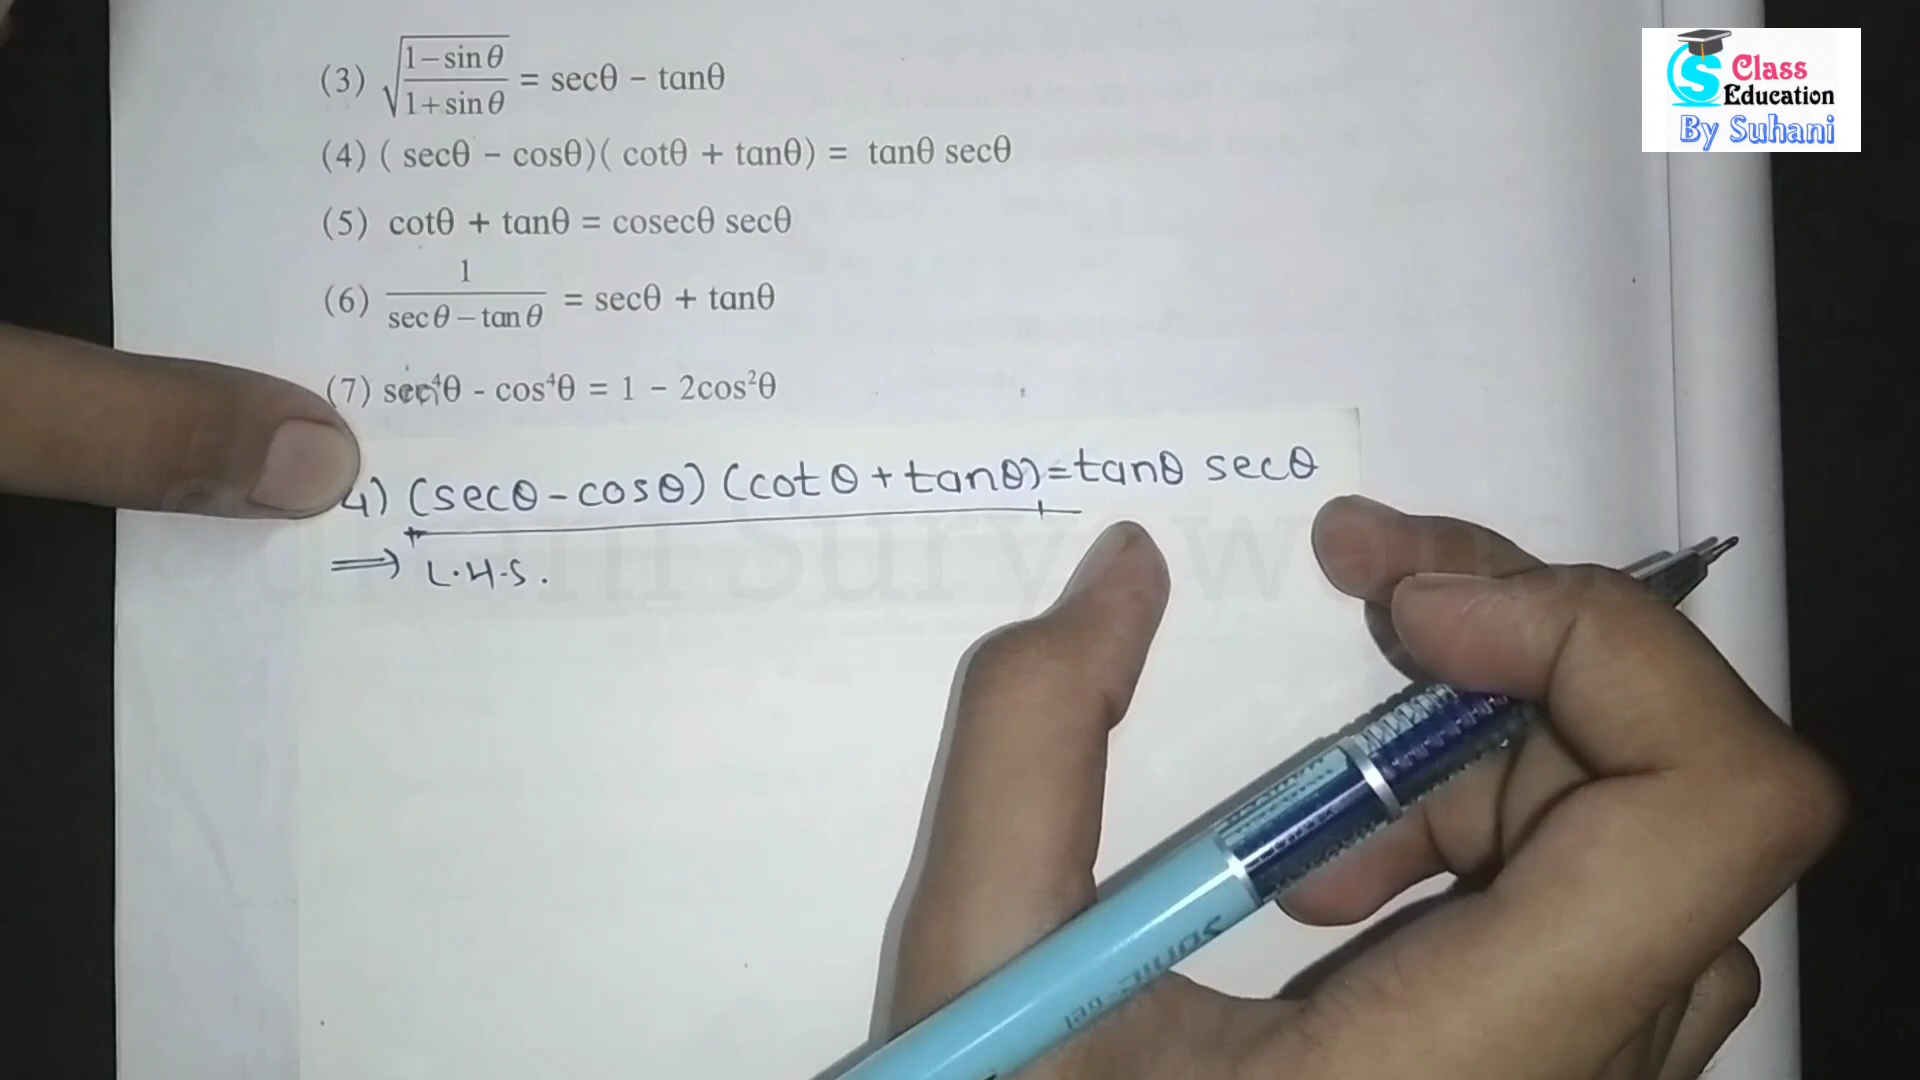 (3) √(1−sinθ / 1+sinθ) = secθ − tanθ
(4) ( secθ − cosθ)( cotθ + tanθ) = tanθ secθ
(5) cotθ + tanθ = cosecθ secθ
(6) 1 / (secθ − tanθ) = secθ + tanθ
(7) sec⁴θ - cos⁴θ = 1 − 2cos²θ
4) (secθ − cosθ) (cotθ + tanθ) = tanθ secθ
⟹ L.H.S.
Class
Education
By Suhani